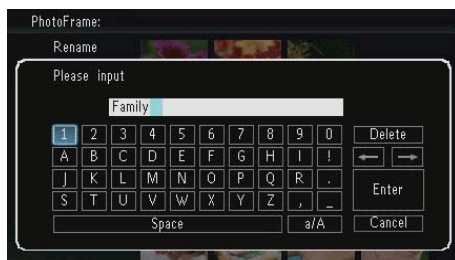 PhotoFrame:
Rename
Please input
Family
1 2 3 4 5 6 7 8 9 0 Delete
A B C D E F G H I ! ← →
J K L M N O P Q R . Enter
S T U V W X Y Z , _
Space a/A Cancel